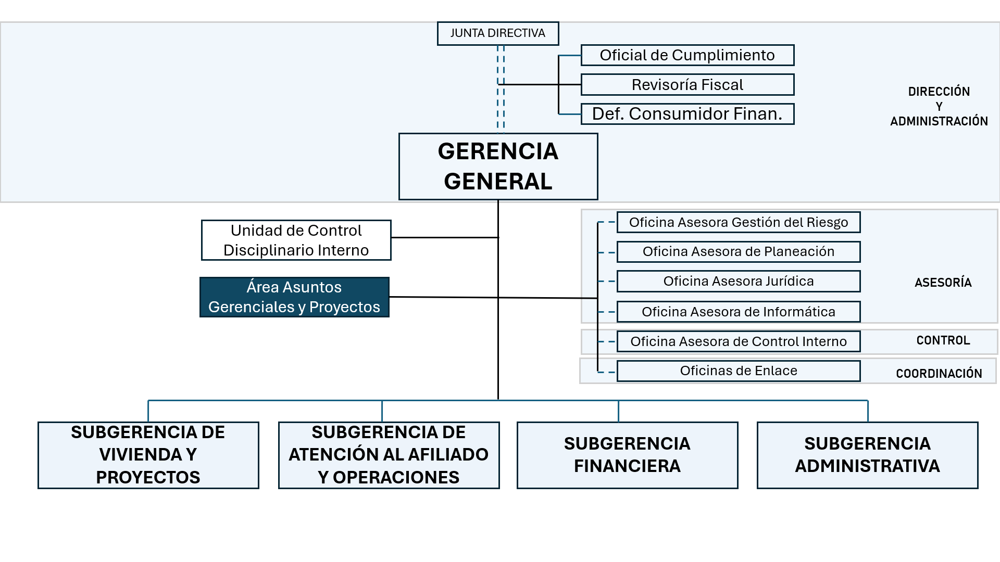 JUNTA DIRECTIVA
Oficial de Cumplimiento
Revisoría Fiscal
Def. Consumidor Finan.
DIRECCIÓN
Y
ADMINISTRACIÓN
GERENCIA
GENERAL
Unidad de Control
Disciplinario Interno
Área Asuntos
Gerenciales y Proyectos
Oficina Asesora Gestión del Riesgo
Oficina Asesora de Planeación
Oficina Asesora Jurídica
Oficina Asesora de Informática
ASESORÍA
Oficina Asesora de Control Interno
CONTROL
Oficinas de Enlace
COORDINACIÓN
SUBGERENCIA DE
VIVIENDA Y
PROYECTOS
SUBGERENCIA DE
ATENCIÓN AL AFILIADO
Y OPERACIONES
SUBGERENCIA
FINANCIERA
SUBGERENCIA
ADMINISTRATIVA